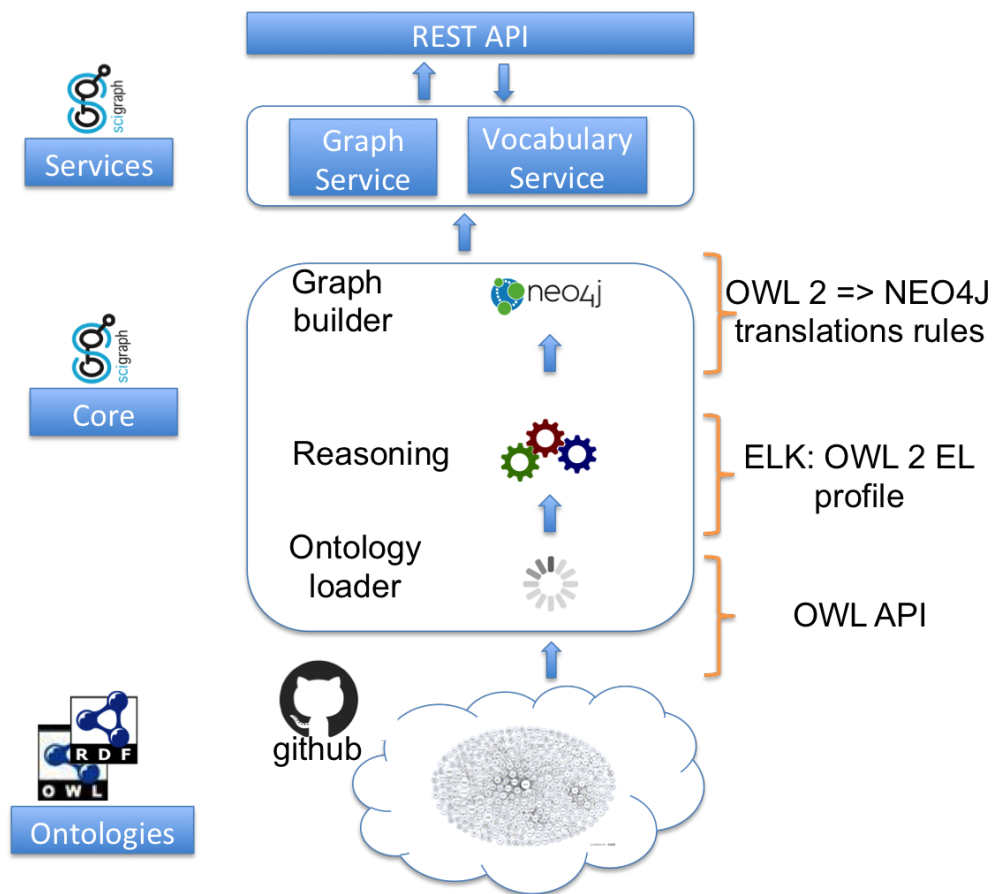 REST API
scigraph
Services
Graph
Service
Vocabulary
Service
Graph
builder
neo4j
OWL 2 => NEO4J
translations rules
scigraph
Core
Reasoning
ELK: OWL 2 EL
profile
Ontology
loader
OWL API
github
RDF
OWL
Ontologies